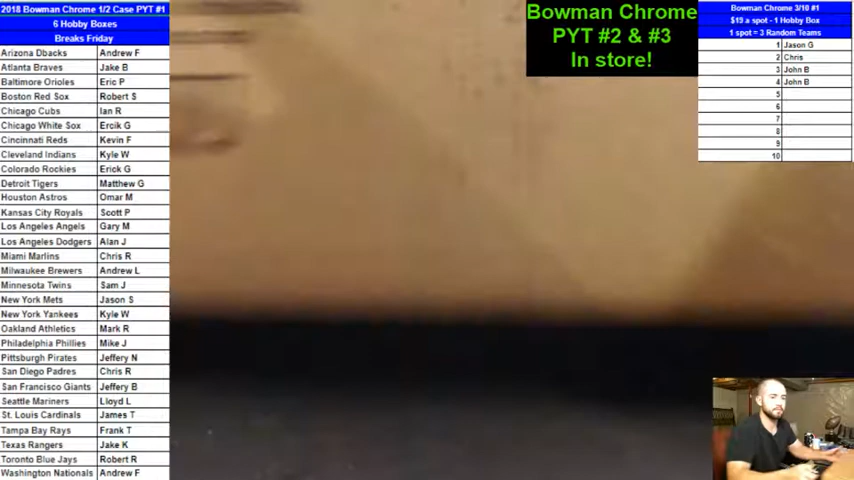 2018 Bowman Chrome 1/2 Case PYT #1
6 Hobby Boxes
Breaks Friday
Arizona Dbacks Andrew F
Atlanta Braves Jake B
Baltimore Orioles Eric P
Boston Red Sox Robert S
Chicago Cubs Ian R
Chicago White Sox Ercik G
Cincinnati Reds Kevin F
Cleveland Indians Kyle W
Colorado Rockies Erick G
Detroit Tigers Matthew G
Houston Astros Omar M
Kansas City Royals Scott P
Los Angeles Angels Gary M
Los Angeles Dodgers Alan J
Miami Marlins Chris R
Milwaukee Brewers Andrew L
Minnesota Twins Sam J
New York Mets Jason S
New York Yankees Kyle W
Oakland Athletics Mark R
Philadelphia Phillies Mike J
Pittsburgh Pirates Jeffery N
San Diego Padres Chris R
San Francisco Giants Jeffery B
Seattle Mariners Lloyd L
St. Louis Cardinals James T
Tampa Bay Rays Frank T
Texas Rangers Jake K
Toronto Blue Jays Robert R
Washington Nationals Andrew F
Bowman Chrome
PYT #2 & #3
In store!
Bowman Chrome 3/10 #1
$19 a spot - 1 Hobby Box
1 spot = 3 Random Teams
1 Jason G
2 Chris
3 John B
4 John B
5
6
7
8
9
10